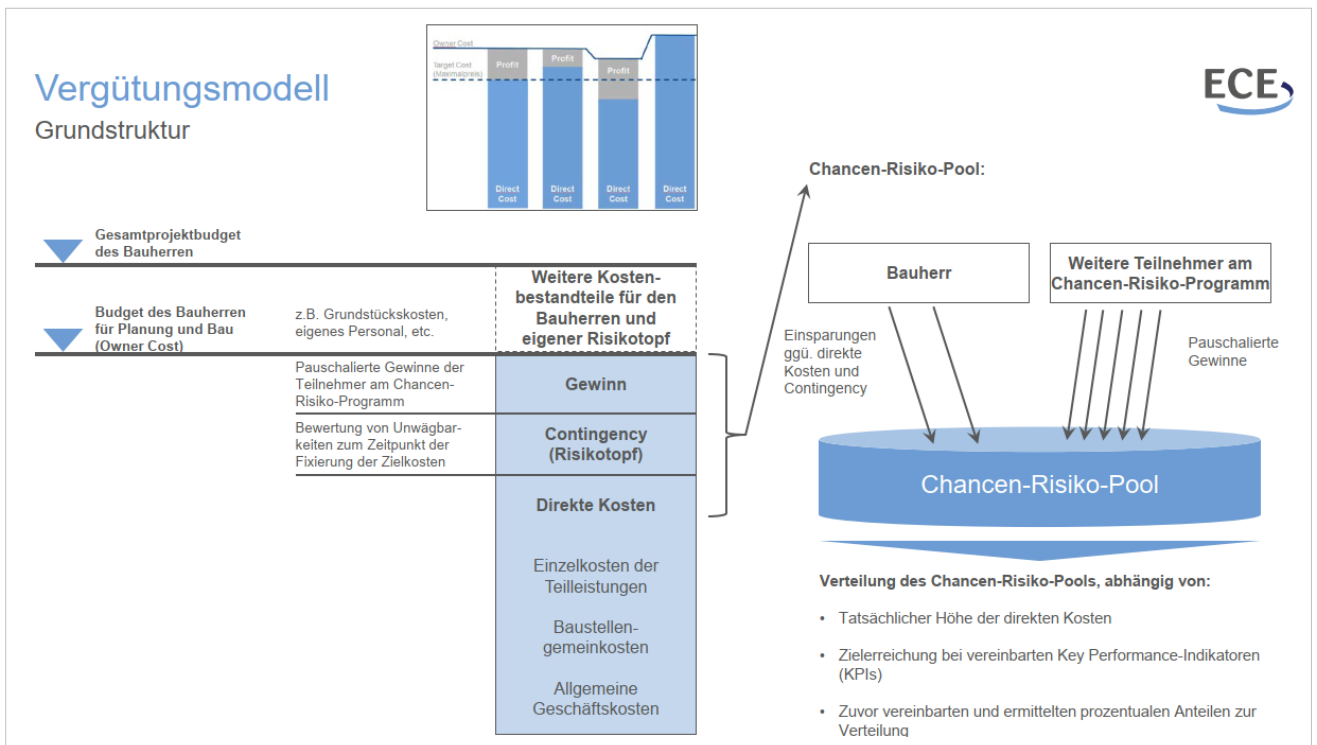 Vergütungsmodell
Grundstruktur
Owner Cost
Target Cost
(Maximalpreis)
Profit
Profit
Profit
Direct
Cost
Direct
Cost
Direct
Cost
Direct
Cost
ECE
Gesamtprojektbudget
des Bauherren
Budget des Bauherren
für Planung und Bau
(Owner Cost)
z.B. Grundstückskosten,
eigenes Personal, etc.
Weitere Kosten-
bestandteile für den
Bauherren und
eigener Risikotopf
Pauschalierte Gewinne der
Teilnehmer am Chancen-
Risiko-Programm
Gewinn
Bewertung von Unwägbar-
keiten zum Zeitpunkt der
Fixierung der Zielkosten
Contingency
(Risikotopf)
Direkte Kosten
Einzelkosten der
Teilleistungen
Baustellen-
gemeinkosten
Allgemeine
Geschäftskosten
Chancen-Risiko-Pool:
Bauherr
Weitere Teilnehmer am
Chancen-Risiko-Programm
Einsparungen
ggü. direkte
Kosten und
Contingency
Pauschalierte
Gewinne
Chancen-Risiko-Pool
Verteilung des Chancen-Risiko-Pools, abhängig von:
• Tatsächlicher Höhe der direkten Kosten
• Zielerreichung bei vereinbarten Key Performance-Indikatoren
(KPIs)
• Zuvor vereinbarten und ermittelten prozentualen Anteilen zur
Verteilung